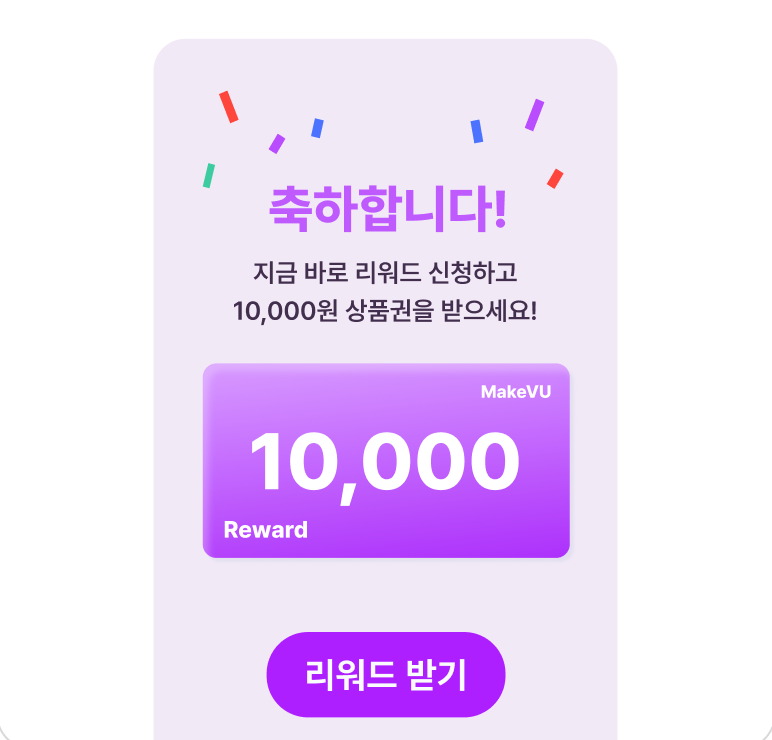 축하합니다!
지금 바로 리워드 신청하고
10,000원 상품권을 받으세요!
MakeVU
10,000
Reward
리워드 받기